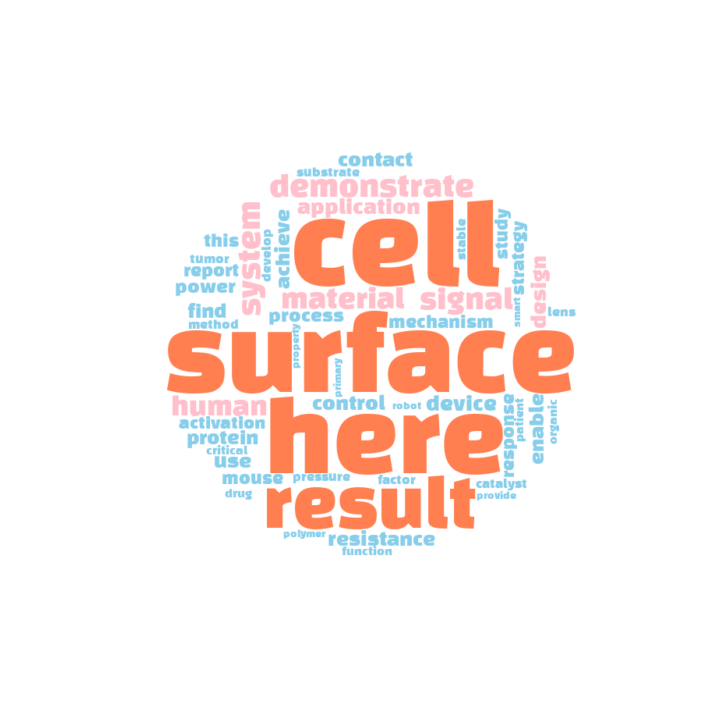 contact
substrate
demonstrate
application
cell
system
develop
achieve
stable
study
strategy
this
tumor
report
power
design
material
signal
find
method
process
mechanism
smart
lens
surface
property
primary
human
control
robot
device
here
activation
protein
critical
use
response
patient
enable
organic
mouse
pressure
factor
catalyst
drug
result
provide
polymer
resistance
function